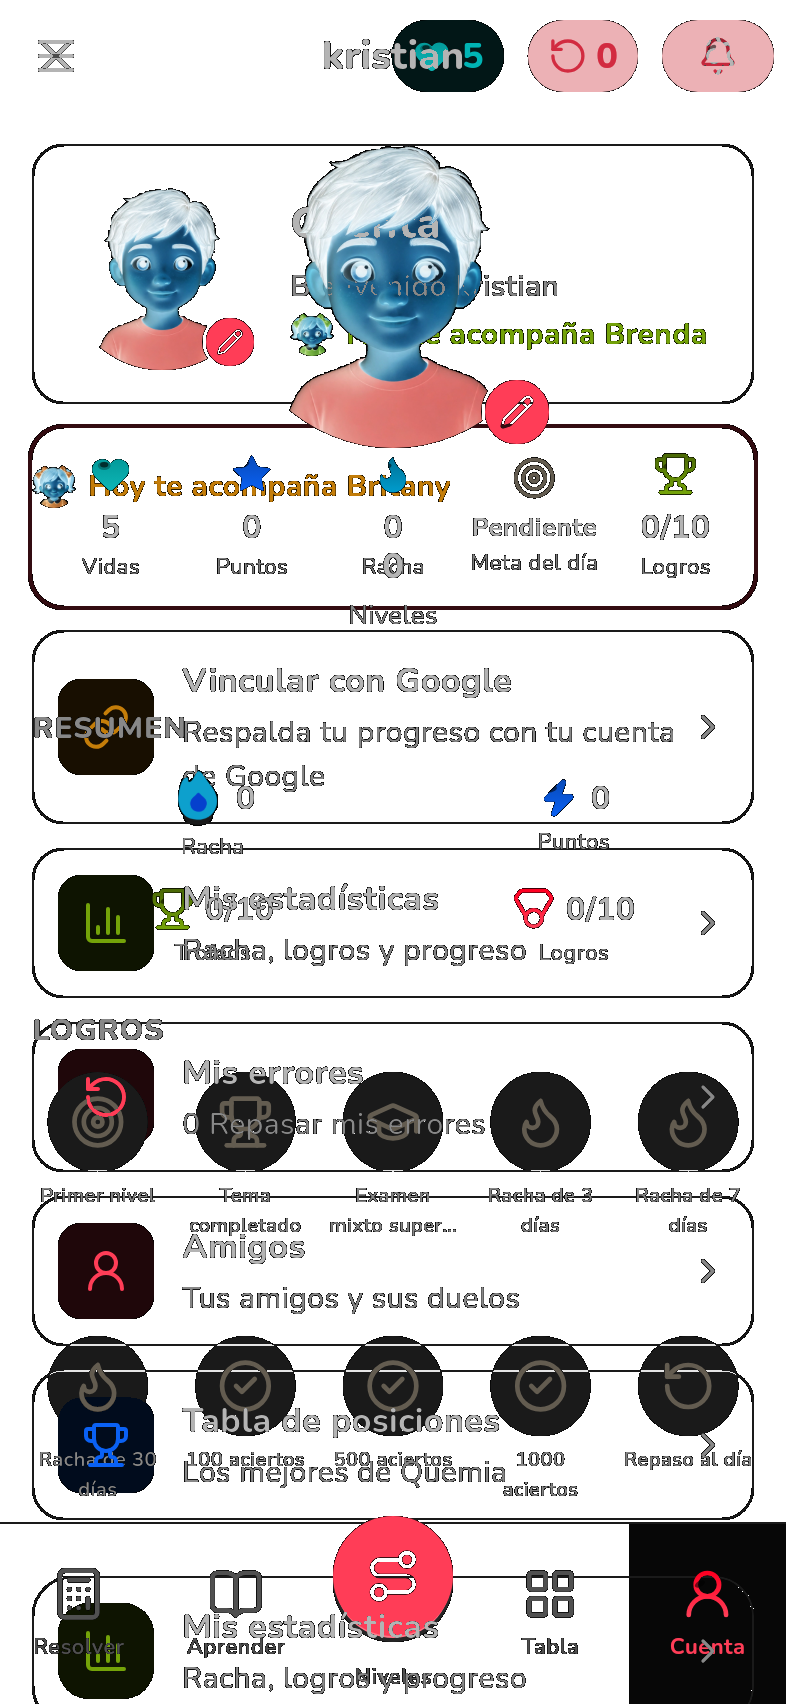 kristian
5
0
Cuenta
Bienvenido kristian
Hoy te acompaña Brenda
Hoy te acompaña Britany
5
0
0
Pendiente
0/10
Vidas
Puntos
Racha
Meta del día
Logros
0
Niveles
Vincular con Google
RESUMEN
Respalda tu progreso con tu cuenta
de Google
0
0
Racha
Puntos
Mis estadísticas
0/10
0/10
Racha, logros y progreso
Logros
LOGROS
Mis errores
0 Repasar mis errores
Primer nivel
Tema
completado
Examen
mixto super...
Racha de 3
días
Racha de 7
días
Amigos
Tus amigos y sus duelos
Tabla de posiciones
Los mejores de Quemia
Racha de 30
días
100 aciertos
500 aciertos
1000
aciertos
Repaso al día
Mis estadísticas
Racha, logros y progreso
Resolver
Aprender
Niveles
Tabla
Cuenta